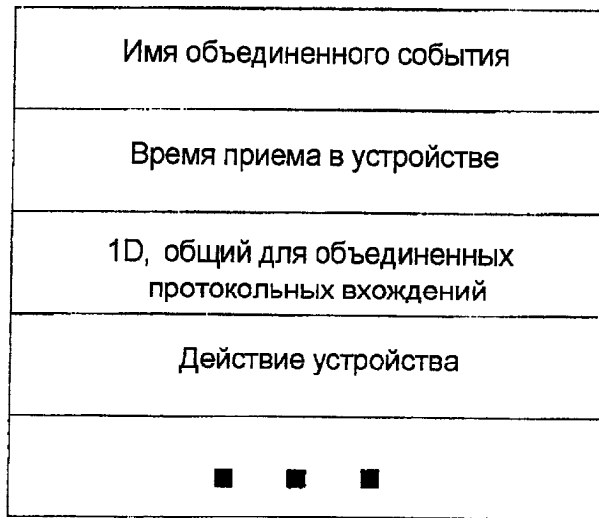 Имя объединенного события
Время приема в устройстве
1D, общий для объединенных
протокольных вхождений
Действие устройства